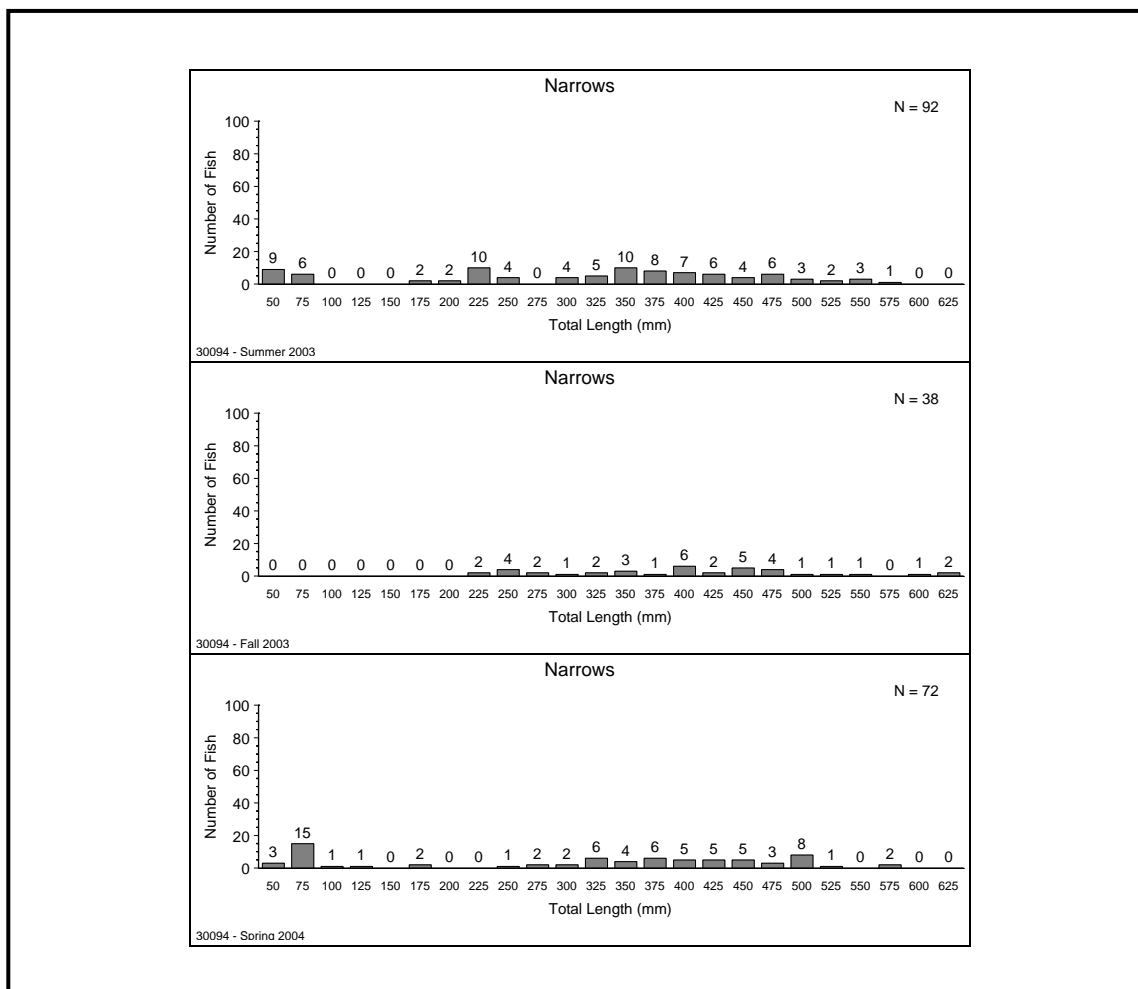 Narrows
N = 92
100
80
60
40
20
0
Number of Fish
9 6 0 0 0 2 2 10 4 0 4 5 10 8 7 6 4 6 3 2 3 1 0 0
50 75 100 125 150 175 200 225 250 275 300 325 350 375 400 425 450 475 500 525 550 575 600 625
Total Length (mm)
30094 - Summer 2003
Narrows
N = 38
100
80
60
40
20
0
Number of Fish
0 0 0 0 0 0 0 2 4 2 1 2 3 1 6 2 5 4 1 1 1 0 1 2
50 75 100 125 150 175 200 225 250 275 300 325 350 375 400 425 450 475 500 525 550 575 600 625
Total Length (mm)
30094 - Fall 2003
Narrows
N = 72
100
80
60
40
20
0
Number of Fish
3 15 1 1 0 2 0 0 1 2 2 6 4 6 5 5 5 3 8 1 0 2 0 0
50 75 100 125 150 175 200 225 250 275 300 325 350 375 400 425 450 475 500 525 550 575 600 625
Total Length (mm)
30094 - Spring 2004